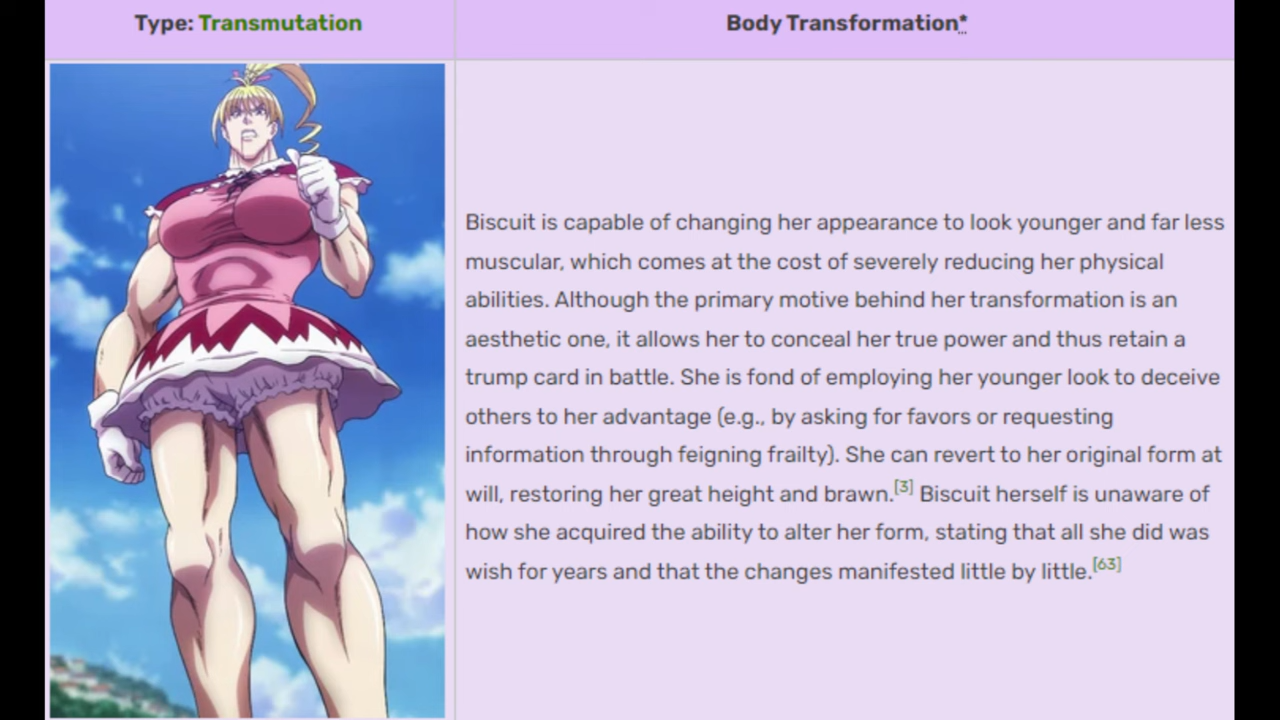 Type: Transmutation
Body Transformation*
Biscuit is capable of changing her appearance to look younger and far less
muscular, which comes at the cost of severely reducing her physical
abilities. Although the primary motive behind her transformation is an
aesthetic one, it allows her to conceal her true power and thus retain a
trump card in battle. She is fond of employing her younger look to deceive
others to her advantage (e.g., by asking for favors or requesting
information through feigning frailty). She can revert to her original form at
will, restoring her great height and brawn.[3] Biscuit herself is unaware of
how she acquired the ability to alter her form, stating that all she did was
wish for years and that the changes manifested little by little.[63]